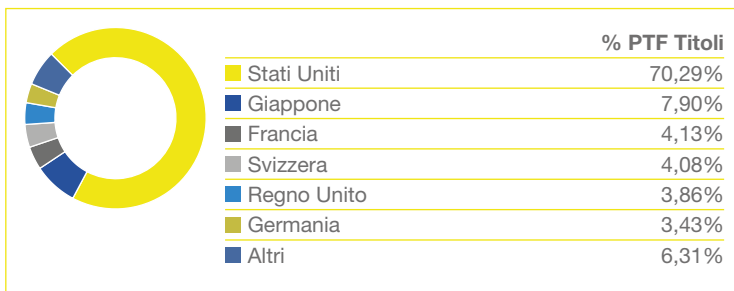 % PTF Titoli
Stati Uniti 70,29%
Giappone 7,90%
Francia 4,13%
Svizzera 4,08%
Regno Unito 3,86%
Germania 3,43%
Altri 6,31%